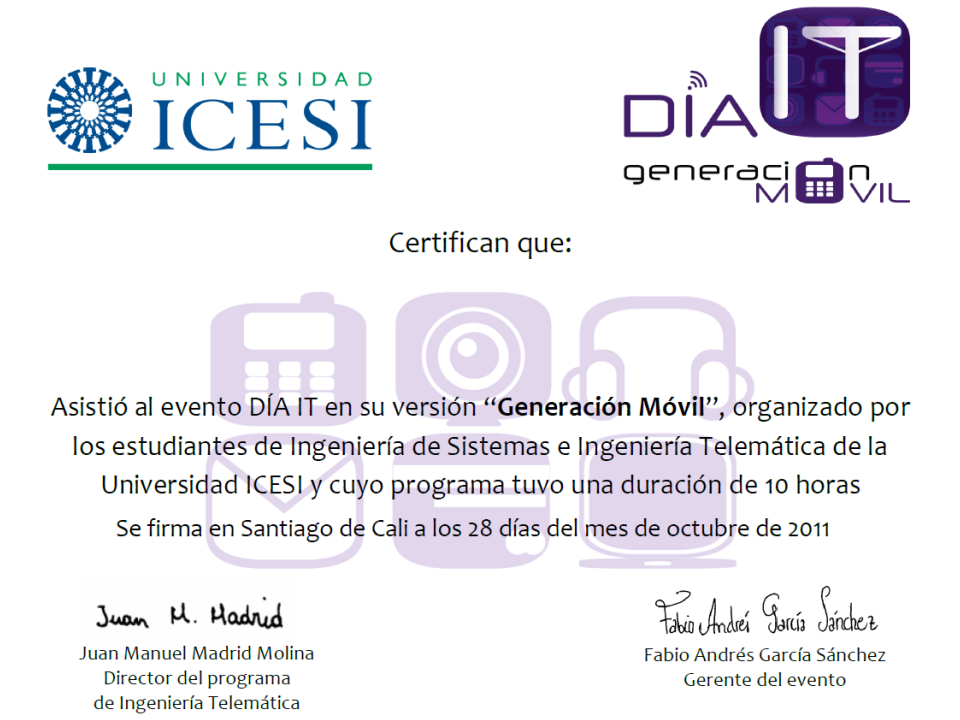 UNIVERSIDAD
ICESI
DÍA IT
generación
MÓVIL
Certifican que:
Asistió al evento DÍA IT en su versión “Generación Móvil”, organizado por
los estudiantes de Ingeniería de Sistemas e Ingeniería Telemática de la
Universidad ICESI y cuyo programa tuvo una duración de 10 horas
Se firma en Santiago de Cali a los 28 días del mes de octubre de 2011
Juan M. Madrid
Juan Manuel Madrid Molina
Director del programa
de Ingeniería Telemática
Fabio Andrés García Sánchez
Fabio Andrés García Sánchez
Gerente del evento